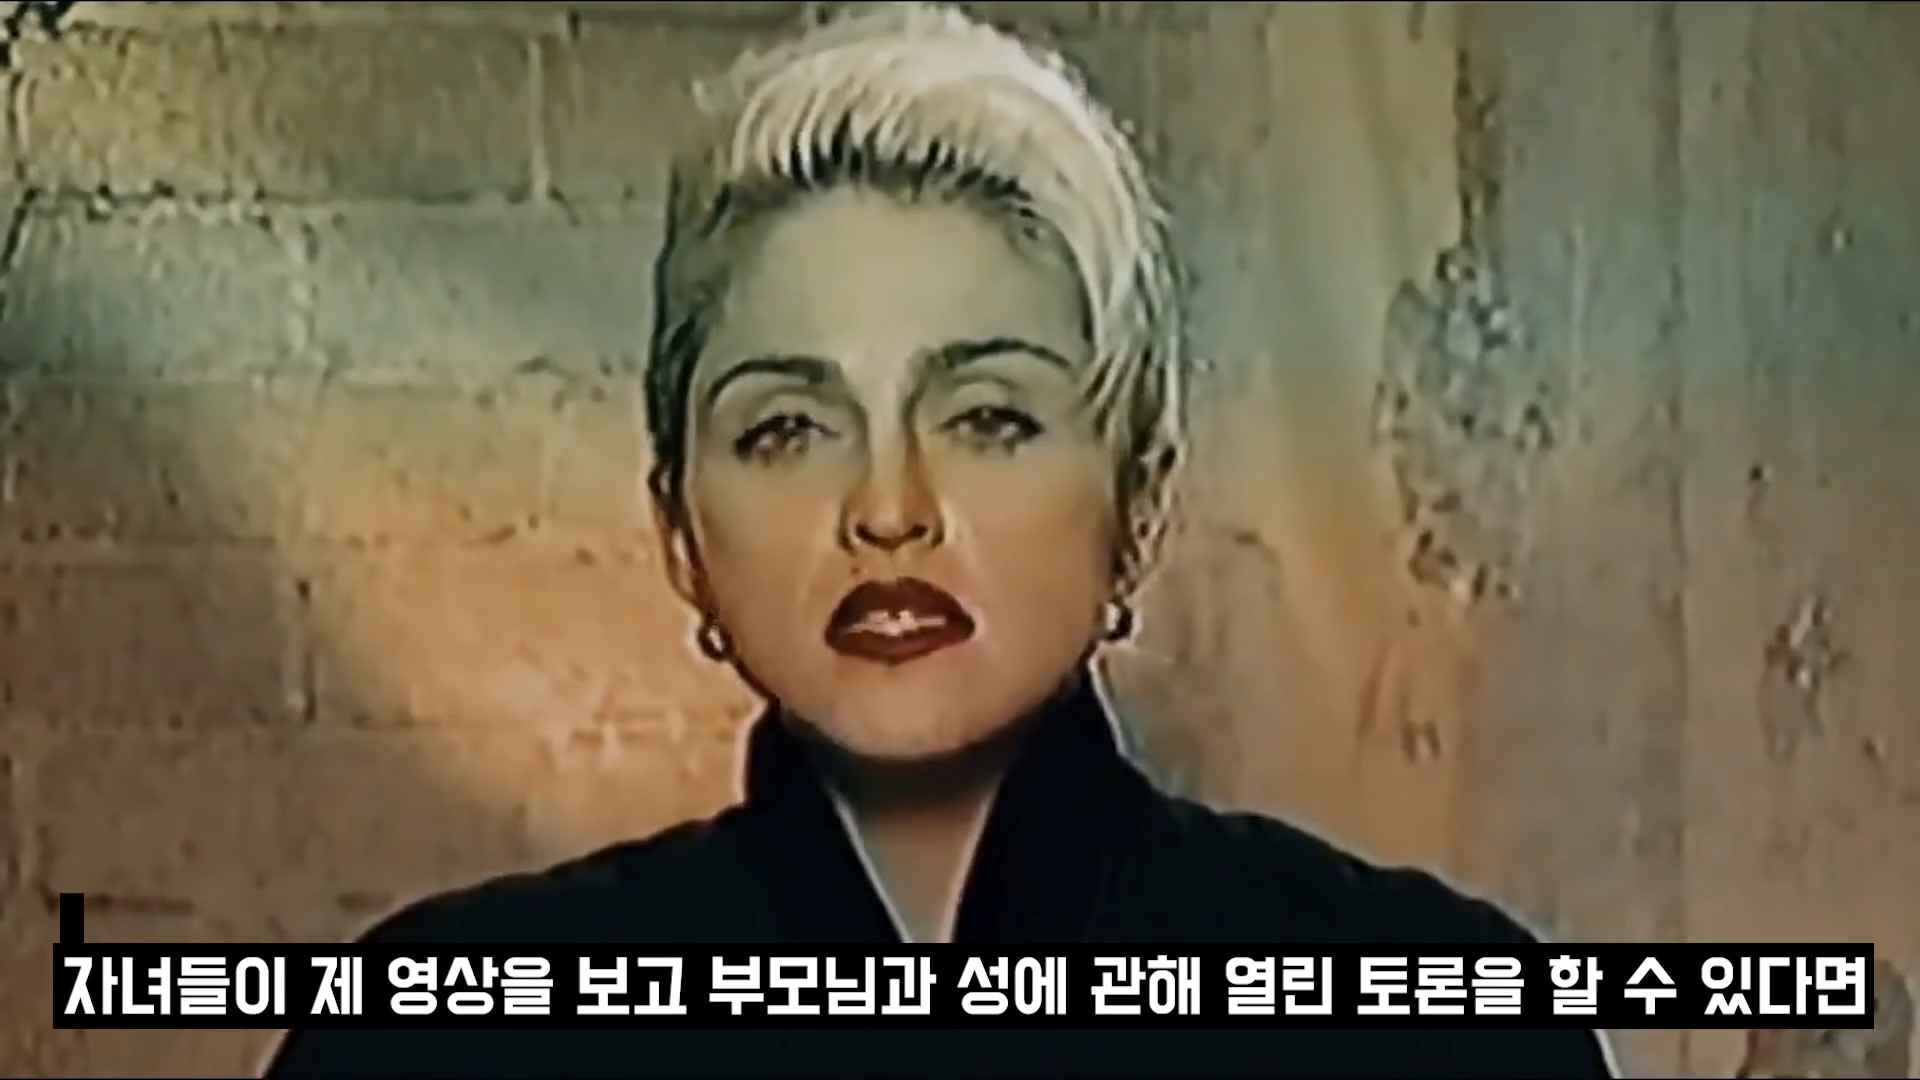 자녀들이 제 영상을 보고 부모님과 성에 관해 열린 토론을 할 수 있다면